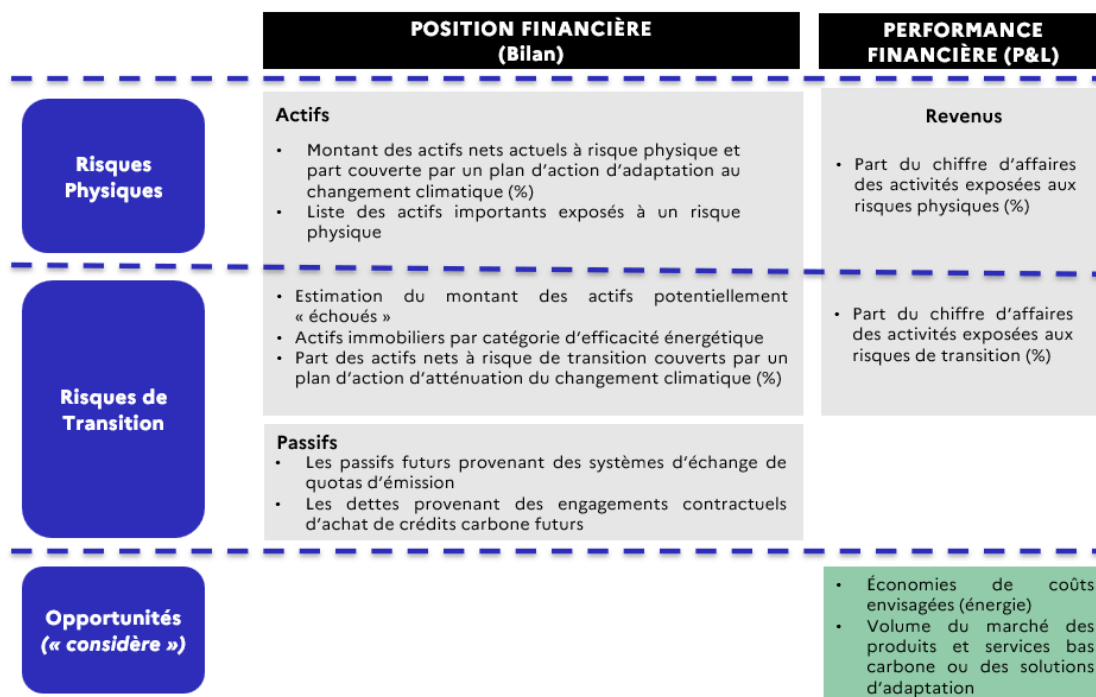 POSITION FINANCIÈRE
(Bilan)
PERFORMANCE
FINANCIÈRE (P&L)
Risques
Physiques
Actifs
• Montant des actifs nets actuels à risque physique et
part couverte par un plan d'action d'adaptation au
changement climatique (%)
• Liste des actifs importants exposés à un risque
physique
Revenus
• Part du chiffre d'affaires
des activités exposées aux
risques physiques (%)
Risques de
Transition
• Estimation du montant des actifs potentiellement
« échoués »
• Actifs immobiliers par catégorie d'efficacité énergétique
• Part des actifs nets à risque de transition couverts par un
plan d'action d'atténuation du changement climatique (%)
• Part du chiffre d'affaires
des activités exposées aux
risques de transition (%)
Passifs
• Les passifs futurs provenant des systèmes d'échange de
quotas d'émission
• Les dettes provenant des engagements contractuels
d'achat de crédits carbone futurs
Opportunités
(« considère »)
• Économies de coûts
envisagées (énergie)
• Volume du marché des
produits et services bas
carbone ou des solutions
d'adaptation